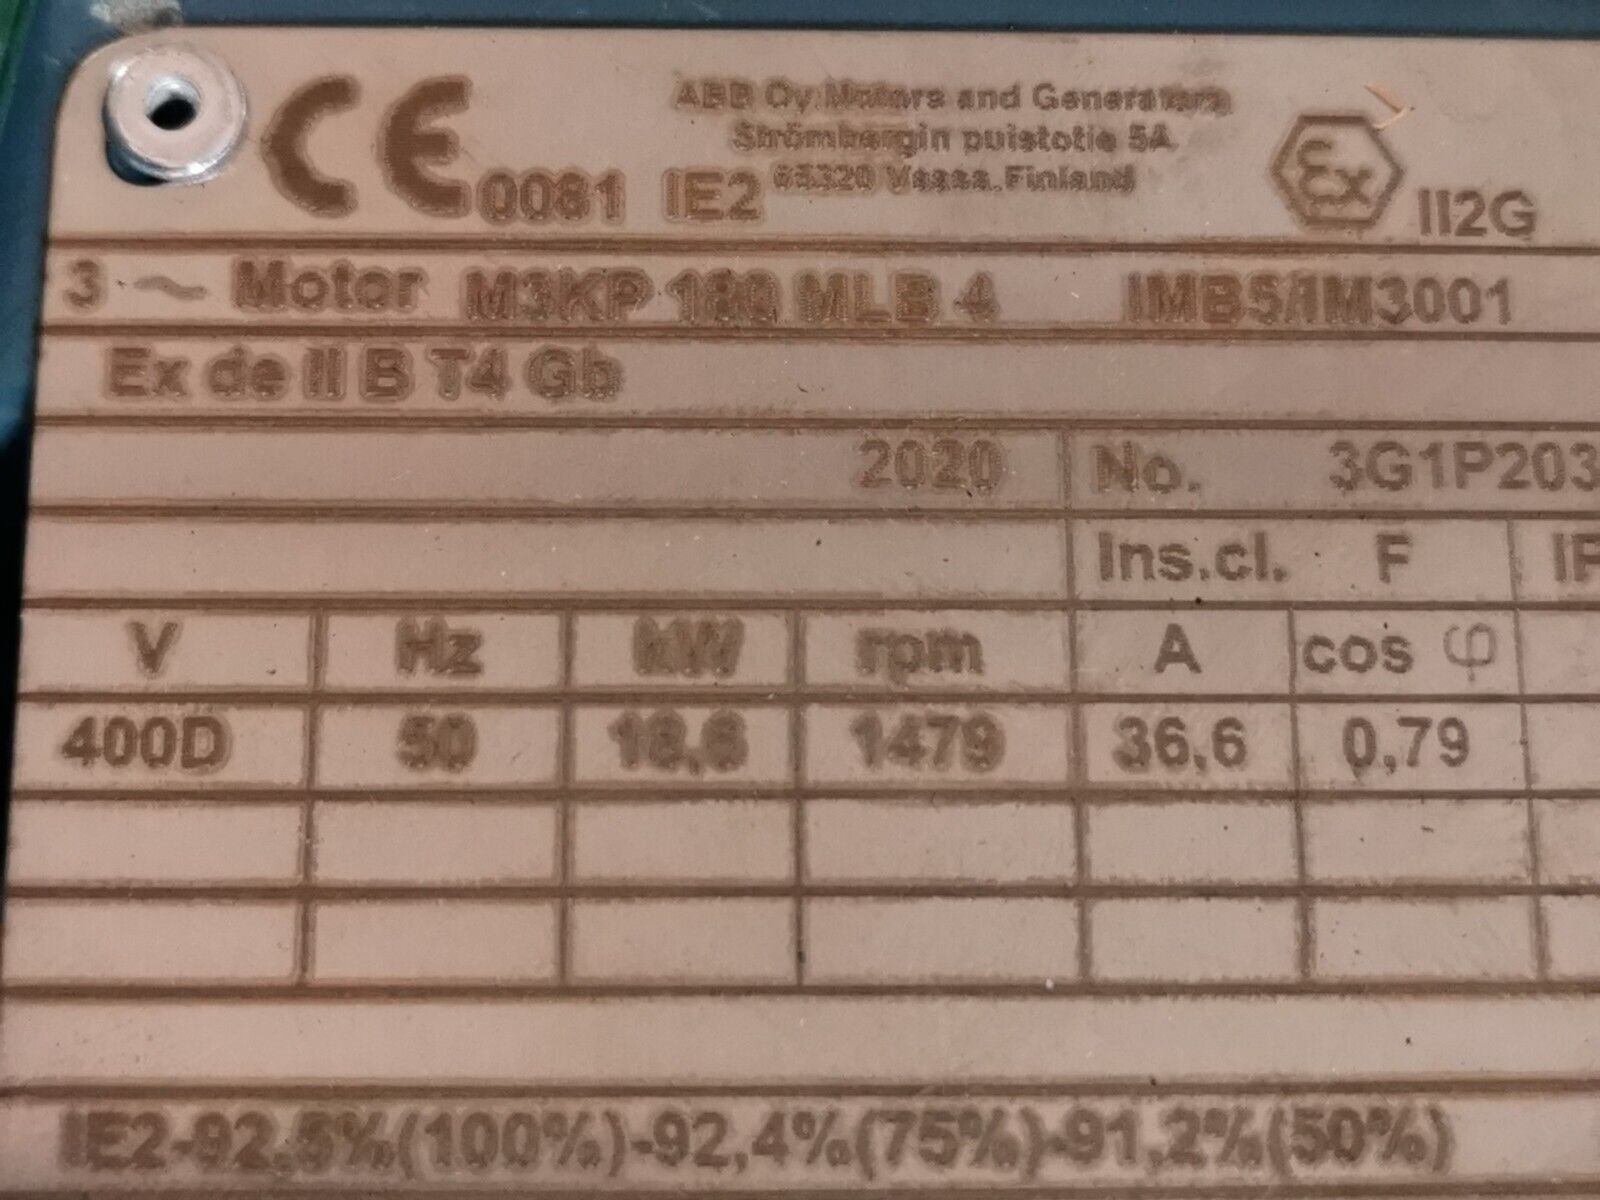 CE 0081 IE2
ABB Oy, Motors and Generators
Strömbergin puistotie 5A
65320 Vaasa, Finland
Ex II2G
3 ~ Motor M3KP 180 MLB 4 IMB5/IM3001
Ex de II B T4 Gb
2020 No. 3G1P203
Ins.cl. F IP
V Hz kW rpm A cos φ
400D 50 1479 36,6 0,79
IE2-92,5%(100%)-92,4%(75%)-91,2%(50%)